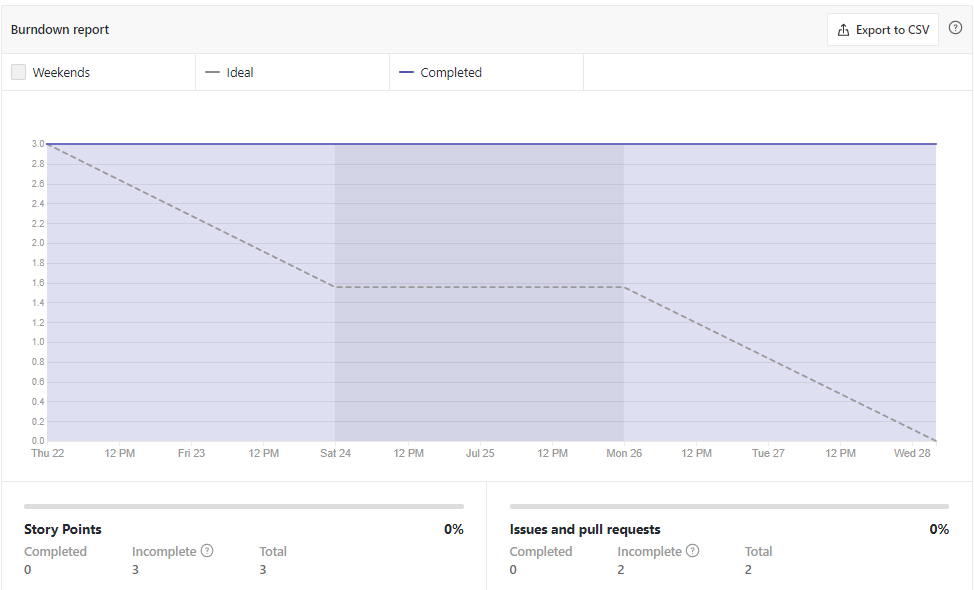 Burndown report
Export to CSV
Weekends
Ideal
Completed
3.0
2.8
2.6
2.4
2.2
2.0
1.8
1.6
1.4
1.2
1.0
0.8
0.6
0.4
0.2
0.0
Thu 22 12 PM Fri 23 12 PM Sat 24 12 PM Jul 25 12 PM Mon 26 12 PM Tue 27 12 PM Wed 28
Story Points 0%
Completed Incomplete ? Total
0 3 3
Issues and pull requests 0%
Completed Incomplete ? Total
0 2 2